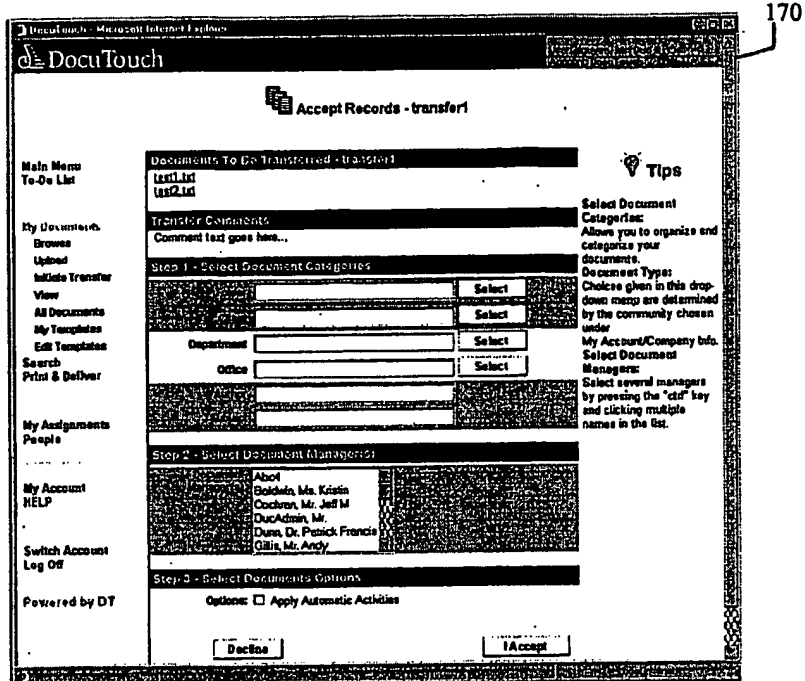 170
DocuTouch - Microsoft Internet Explorer
DocuTouch
Accept Records - transfer1
Main Menu
To-Do List
My Documents
Browse
Upload
Initiate Transfer
View
All Documents
My Templates
Edit Templates
Search
Print & Deliver
My Assignments
People
My Account
HELP
Switch Account
Log Off
Powered by DT
Documents To Be Transferred - transfer1
test1.txt
test2.txt
Transfer Comments
Comment text goes here...
Step 1 - Select Document Categories
Select
Select
Department
Select
Office
Select
Step 2 - Select Document Manager(s)
Abo1
Baldwin, Ms. Kristin
Cochran, Mr. Jeff M
DucAdmin, Mr.
Dunn, Dr. Patrick Francis
Gillis, Mr. Andy
Step 3 - Select Documents Options
Options: Apply Automatic Activities
Decline
I Accept
Tips
Select Document
Categories:
Allows you to organize and
categorize your
documents.
Document Type:
Choices given in this drop-
down menu are determined
by the community chosen
under
My Account/Company Info.
Select Document
Managers:
Select several managers
by pressing the "ctrl" key
and clicking multiple
names in the list.